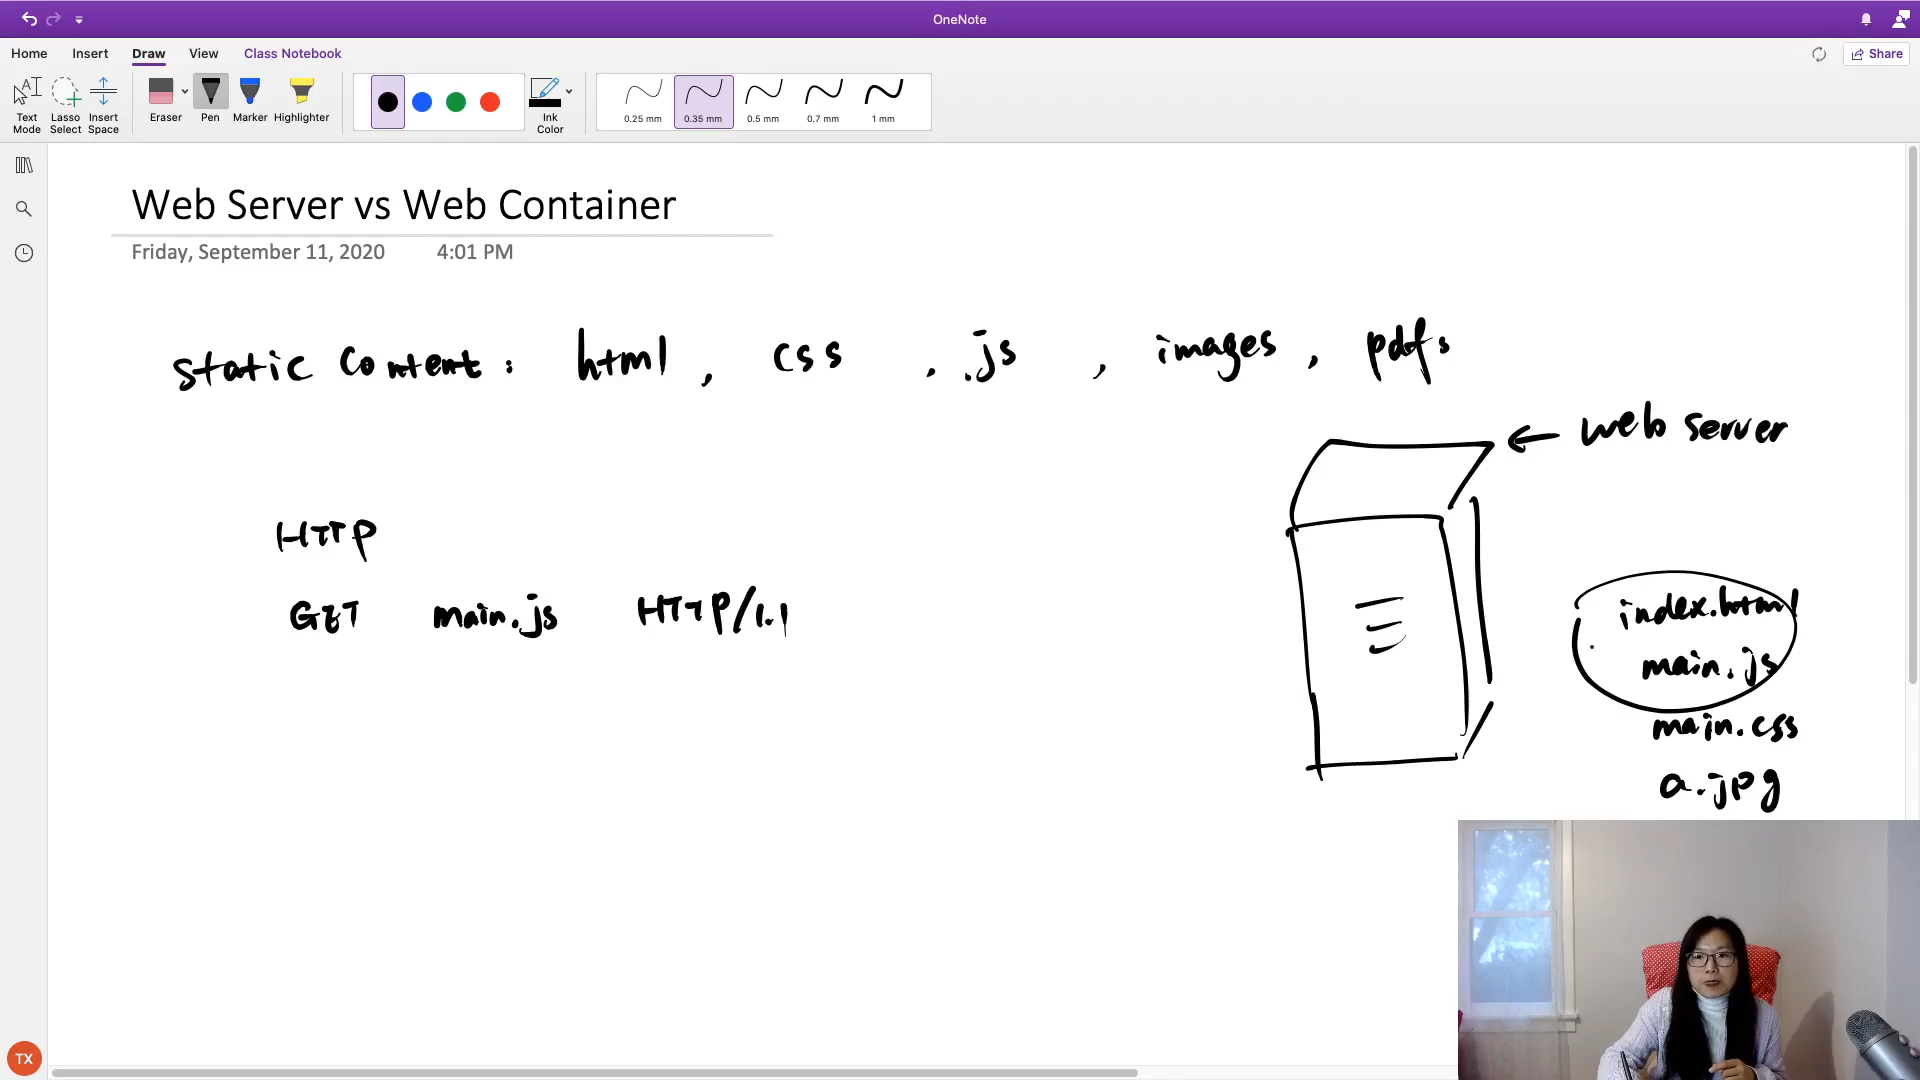 OneNote
Home Insert Draw View Class Notebook
Share
Text Mode
Lasso Select
Insert Space
Eraser
Pen
Marker
Highlighter
Ink Color
0.25 mm
0.35 mm
0.5 mm
0.7 mm
1 mm
Web Server vs Web Container
Friday, September 11, 2020 4:01 PM
static content : html , css , .js , images , pdfs
web server
HTTP
GET main.js HTTP/1.1
index.html
main.js
main.css
a.jpg
TX